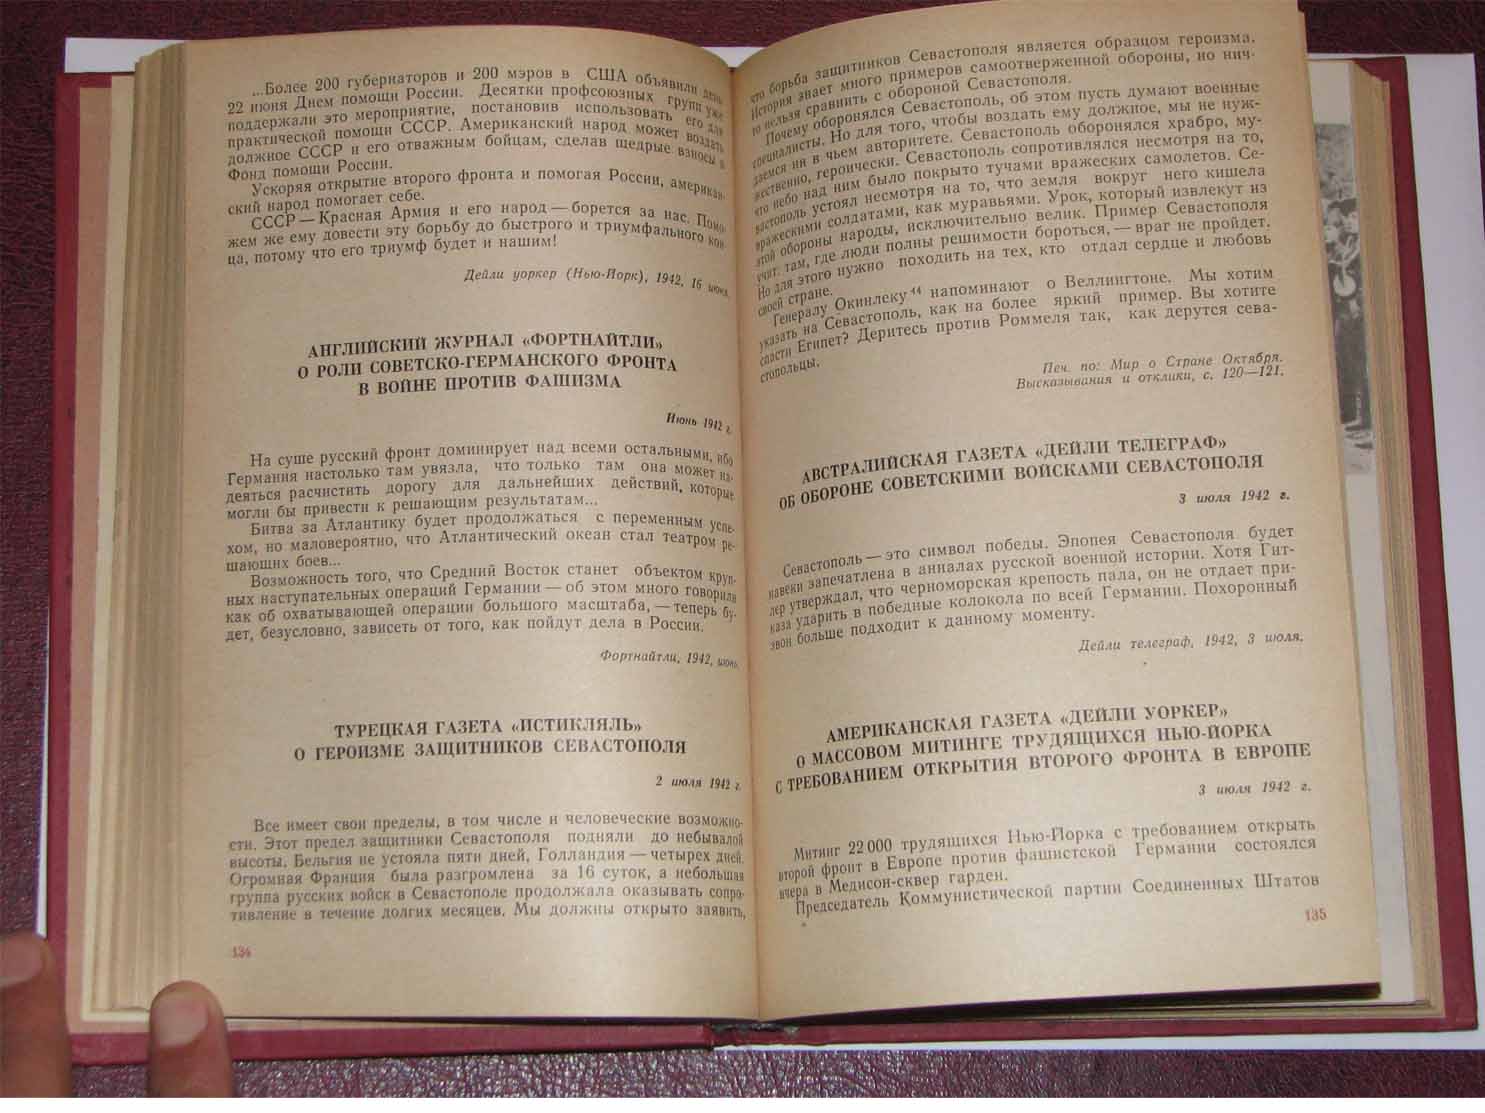 ...Более 200 губернаторов и 200 мэров в США объявили день
22 июня Днем помощи России. Десятки профсоюзных групп уже
поддержали это мероприятие, постановив использовать его для
практической помощи СССР. Американский народ может воздать
должное СССР и его отважным бойцам, сделав щедрые взносы в
Фонд помощи России.
Ускоряя открытие второго фронта и помогая России, американ-
ский народ помогает себе.
СССР — Красная Армия и его народ — борется за нас. Помо-
жем же ему довести эту борьбу до быстрого и триумфального кон-
ца, потому что его триумф будет и нашим!
Дейли уоркер (Нью-Йорк), 1942, 16 июня.
АНГЛИЙСКИЙ ЖУРНАЛ «ФОРТНАЙТЛИ»
О РОЛИ СОВЕТСКО-ГЕРМАНСКОГО ФРОНТА
В ВОЙНЕ ПРОТИВ ФАШИЗМА
Июнь 1942 г.
На суше русский фронт доминирует над всеми остальными, ибо
Германия настолько там увязла, что только там она может на-
деяться расчистить дорогу для дальнейших действий, которые
могли бы привести к решающим результатам...
Битва за Атлантику будет продолжаться с переменным успе-
хом, но маловероятно, что Атлантический океан стал театром ре-
шающих боев...
Возможность того, что Средний Восток станет объектом круп-
ных наступательных операций Германии — об этом много говорили
как об охватывающей операции большого масштаба, — теперь бу-
дет, безусловно, зависеть от того, как пойдут дела в России.
Фортнайтли, 1942, июнь.
ТУРЕЦКАЯ ГАЗЕТА «ИСТИКЛЯЛЬ»
О ГЕРОИЗМЕ ЗАЩИТНИКОВ СЕВАСТОПОЛЯ
2 июля 1942 г.
Все имеет свои пределы, в том числе и человеческие возможно-
сти. Этот предел защитники Севастополя подняли до небывалой
высоты. Бельгия не устояла пяти дней, Голландия — четырех дней.
Огромная Франция была разгромлена за 16 суток, а небольшая
группа русских войск в Севастополе продолжала оказывать сопро-
тивление в течение долгих месяцев. Мы должны открыто заявить,
134
что борьба защитников Севастополя является образцом героизма.
История знает много примеров самоотверженной обороны, но нич-
то нельзя сравнить с обороной Севастополя.
Почему оборонялся Севастополь, об этом пусть думают военные
специалисты. Но для того, чтобы воздать ему должное, мы не нуж-
даемся ни в чьем авторитете. Севастополь оборонялся храбро, му-
жественно, героически. Севастополь сопротивлялся несмотря на то,
что небо над ним было покрыто тучами вражеских самолетов. Се-
вастополь устоял несмотря на то, что земля вокруг него кишела
вражескими солдатами, как муравьями. Урок, который извлекут из
этой обороны народы, исключительно велик. Пример Севастополя
учит: там, где люди полны решимости бороться, — враг не пройдет.
Но для этого нужно походить на тех, кто отдал сердце и любовь
своей стране.
Генералу Окинлеку⁴⁴ напоминают о Веллингтоне. Мы хотим
указать на Севастополь, как на более яркий пример. Вы хотите
спасти Египет? Деритесь против Роммеля так, как дерутся сева-
стопольцы.
Печ. по: Мир о Стране Октября.
Высказывания и отклики, с. 120—121.
АВСТРАЛИЙСКАЯ ГАЗЕТА «ДЕЙЛИ ТЕЛЕГРАФ»
ОБ ОБОРОНЕ СОВЕТСКИМИ ВОЙСКАМИ СЕВАСТОПОЛЯ
3 июля 1942 г.
Севастополь — это символ победы. Эпопея Севастополя будет
навеки запечатлена в анналах русской военной истории. Хотя Гит-
лер утверждал, что черноморская крепость пала, он не отдает при-
каза ударить в победные колокола по всей Германии. Похоронный
звон больше подходит к данному моменту.
Дейли телеграф, 1942, 3 июля.
АМЕРИКАНСКАЯ ГАЗЕТА «ДЕЙЛИ УОРКЕР»
О МАССОВОМ МИТИНГЕ ТРУДЯЩИХСЯ НЬЮ-ЙОРКА
С ТРЕБОВАНИЕМ ОТКРЫТИЯ ВТОРОГО ФРОНТА В ЕВРОПЕ
3 июля 1942 г.
Митинг 22 000 трудящихся Нью-Йорка с требованием открыть
второй фронт в Европе против фашистской Германии состоялся
вчера в Медисон-сквер гарден.
Председатель Коммунистической партии Соединенных Штатов
135